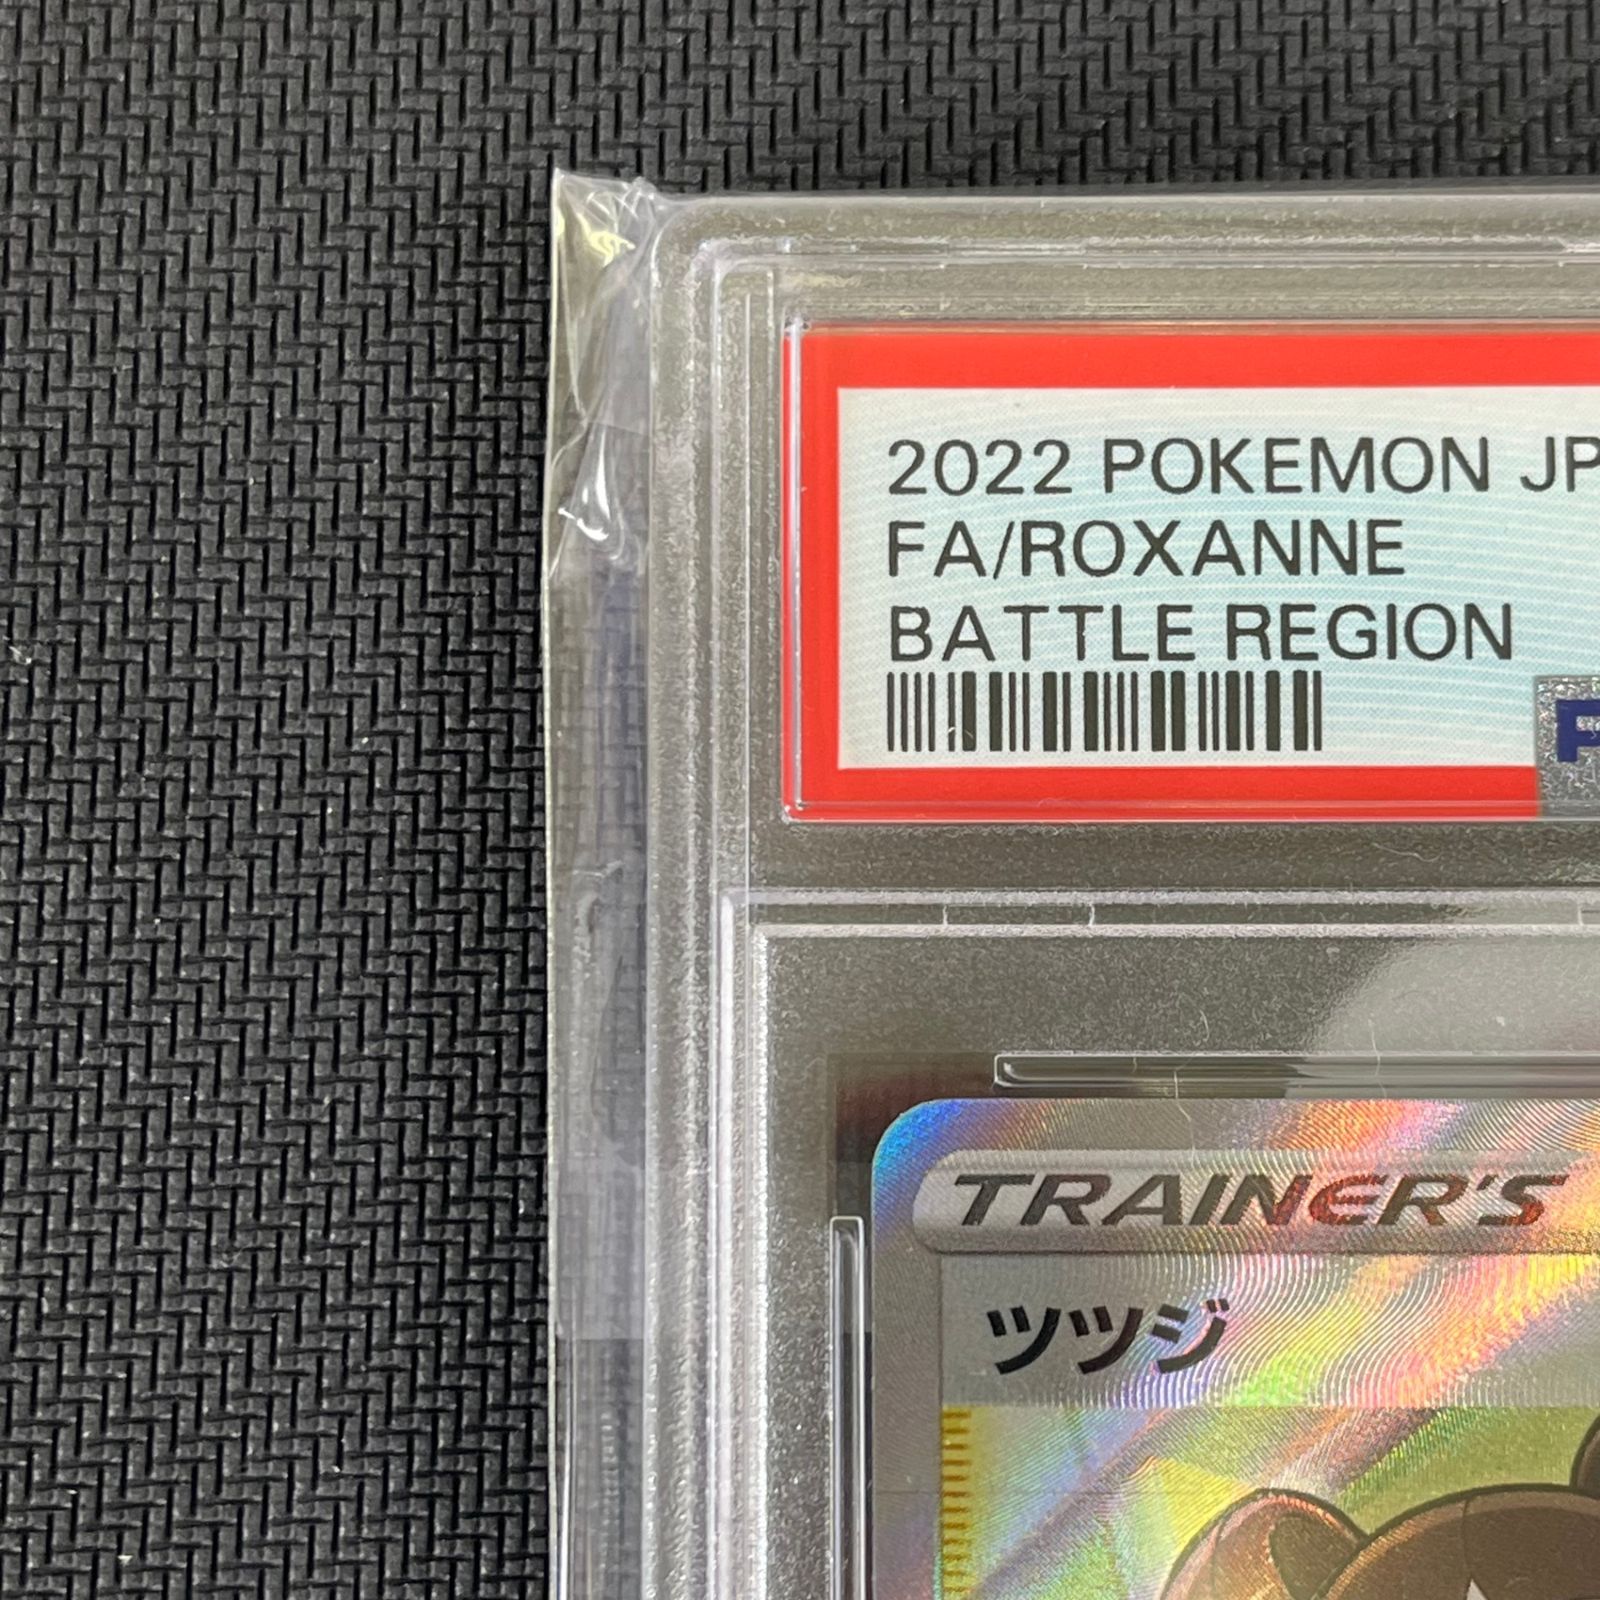 2022 POKEMON JP
FA/ROXANNE
BATTLE REGION
P
TRAINER'S
ツツジ